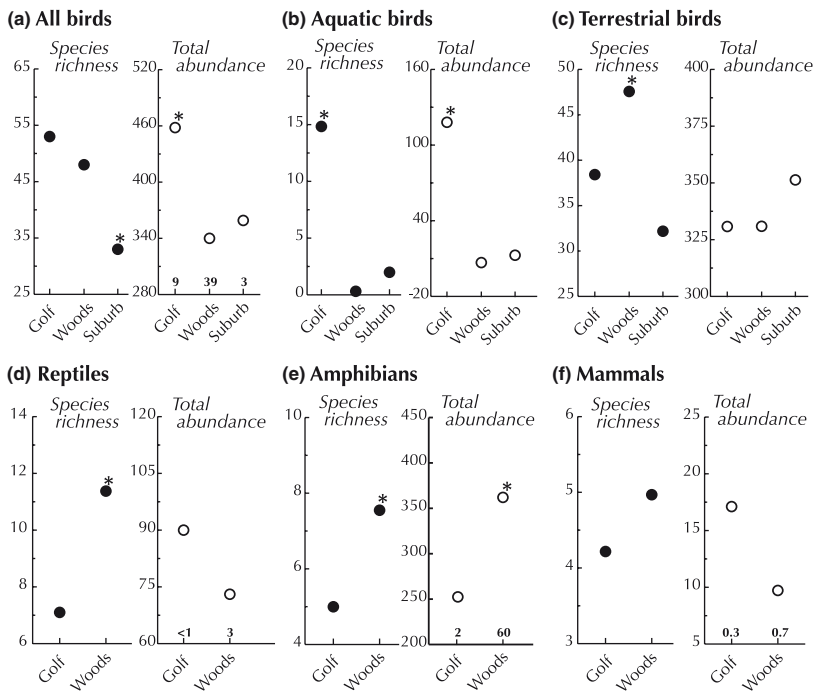 (a) All birds
Species
richness
65
55
45
35
25
*
Golf
Woods
Suburb
Total
abundance
520
460
400
340
280
*
9 39 3
Golf
Woods
Suburb
(b) Aquatic birds
Species
richness
20
15
10
5
0
*
Golf
Woods
Suburb
Total
abundance
160
100
40
-20
*
Golf
Woods
Suburb
(c) Terrestrial birds
Species
richness
50
45
40
35
30
25
*
Golf
Woods
Suburb
Total
abundance
400
375
350
325
300
Golf
Woods
Suburb
(d) Reptiles
Species
richness
14
12
10
8
6
*
Golf
Woods
Total
abundance
120
105
90
75
60
<1 3
Golf
Woods
(e) Amphibians
Species
richness
10
8
6
4
*
Golf
Woods
Total
abundance
450
400
350
300
250
200
*
2 60
Golf
Woods
(f) Mammals
Species
richness
6
5
4
3
Golf
Woods
Total
abundance
25
20
15
10
5
0.3 0.7
Golf
Woods